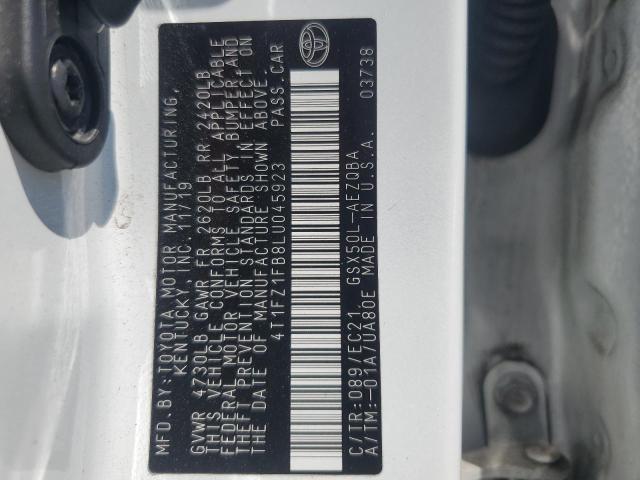 MFD. BY: TOYOTA MOTOR MANUFACTURING,
KENTUCKY, INC. 11/19
GVWR 4730LB GAWR FR 2620LB RR 2420LB
THIS VEHICLE CONFORMS TO ALL APPLICABLE
FEDERAL MOTOR VEHICLE SAFETY, BUMPER, AND
THEFT PREVENTION STANDARDS IN EFFECT ON
THE DATE OF MANUFACTURE SHOWN ABOVE.
4T1FZ1FB8LU045923 PASS. CAR
C/TR: 089/EC21, GSX50L-AEZQBA
A/TM: -01A/UA80E MADE IN U.S.A. 03738